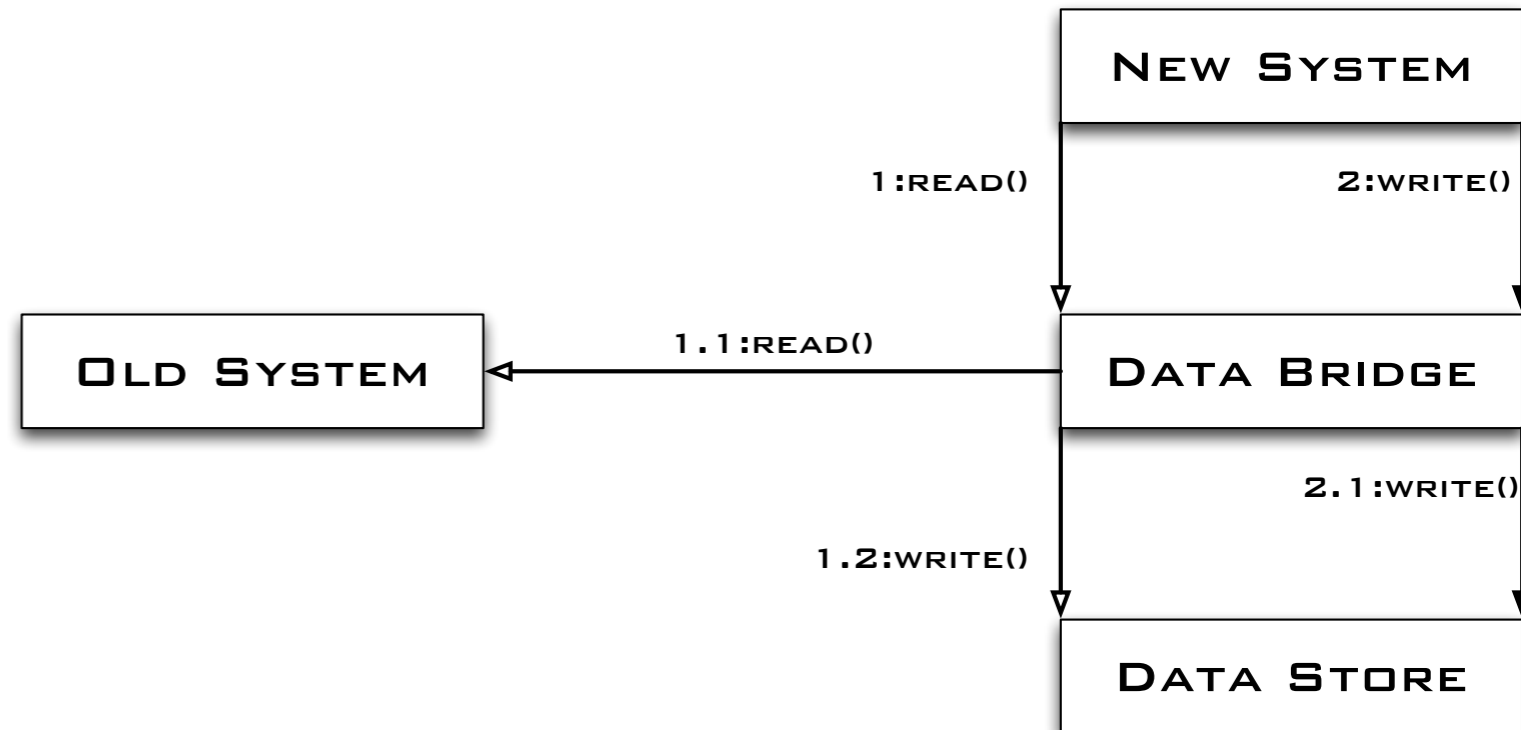 New System
1:read()
2:write()
1.1:read()
Old System
Data Bridge
2.1:write()
1.2:write()
Data Store